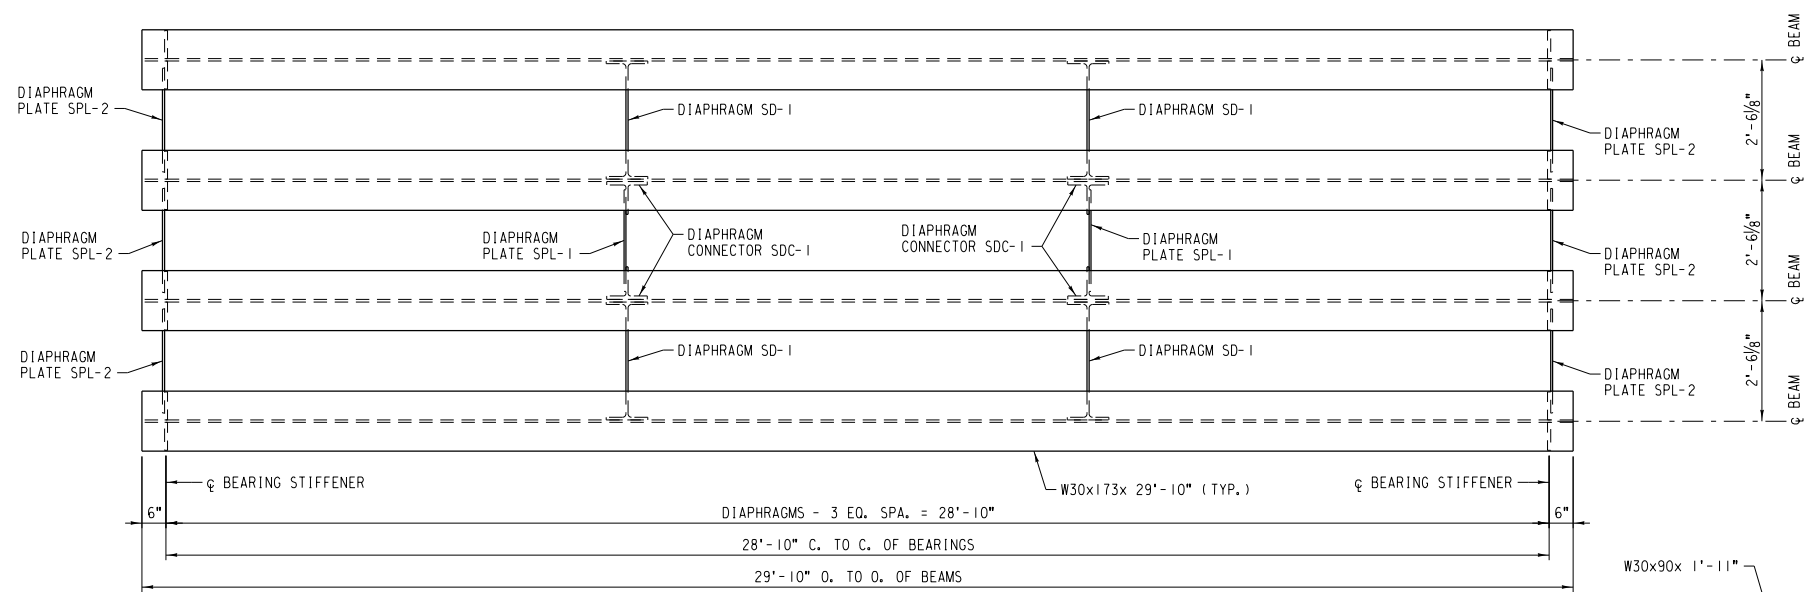 ℄ BEAM
DIAPHRAGM
PLATE SPL-2
DIAPHRAGM SD-1
DIAPHRAGM SD-1
DIAPHRAGM
PLATE SPL-2
2'-6⅛"
℄ BEAM
DIAPHRAGM
PLATE SPL-2
DIAPHRAGM
PLATE SPL-1
DIAPHRAGM
CONNECTOR SDC-1
DIAPHRAGM
CONNECTOR SDC-1
DIAPHRAGM
PLATE SPL-1
DIAPHRAGM
PLATE SPL-2
2'-6⅛"
℄ BEAM
DIAPHRAGM
PLATE SPL-2
DIAPHRAGM SD-1
DIAPHRAGM SD-1
DIAPHRAGM
PLATE SPL-2
2'-6⅛"
℄ BEAM
℄ BEARING STIFFENER
W30x173x 29'-10" (TYP.)
℄ BEARING STIFFENER
6"
DIAPHRAGMS - 3 EQ. SPA. = 28'-10"
6"
28'-10" C. TO C. OF BEARINGS
29'-10" O. TO O. OF BEAMS
W30x90x 1'-11"